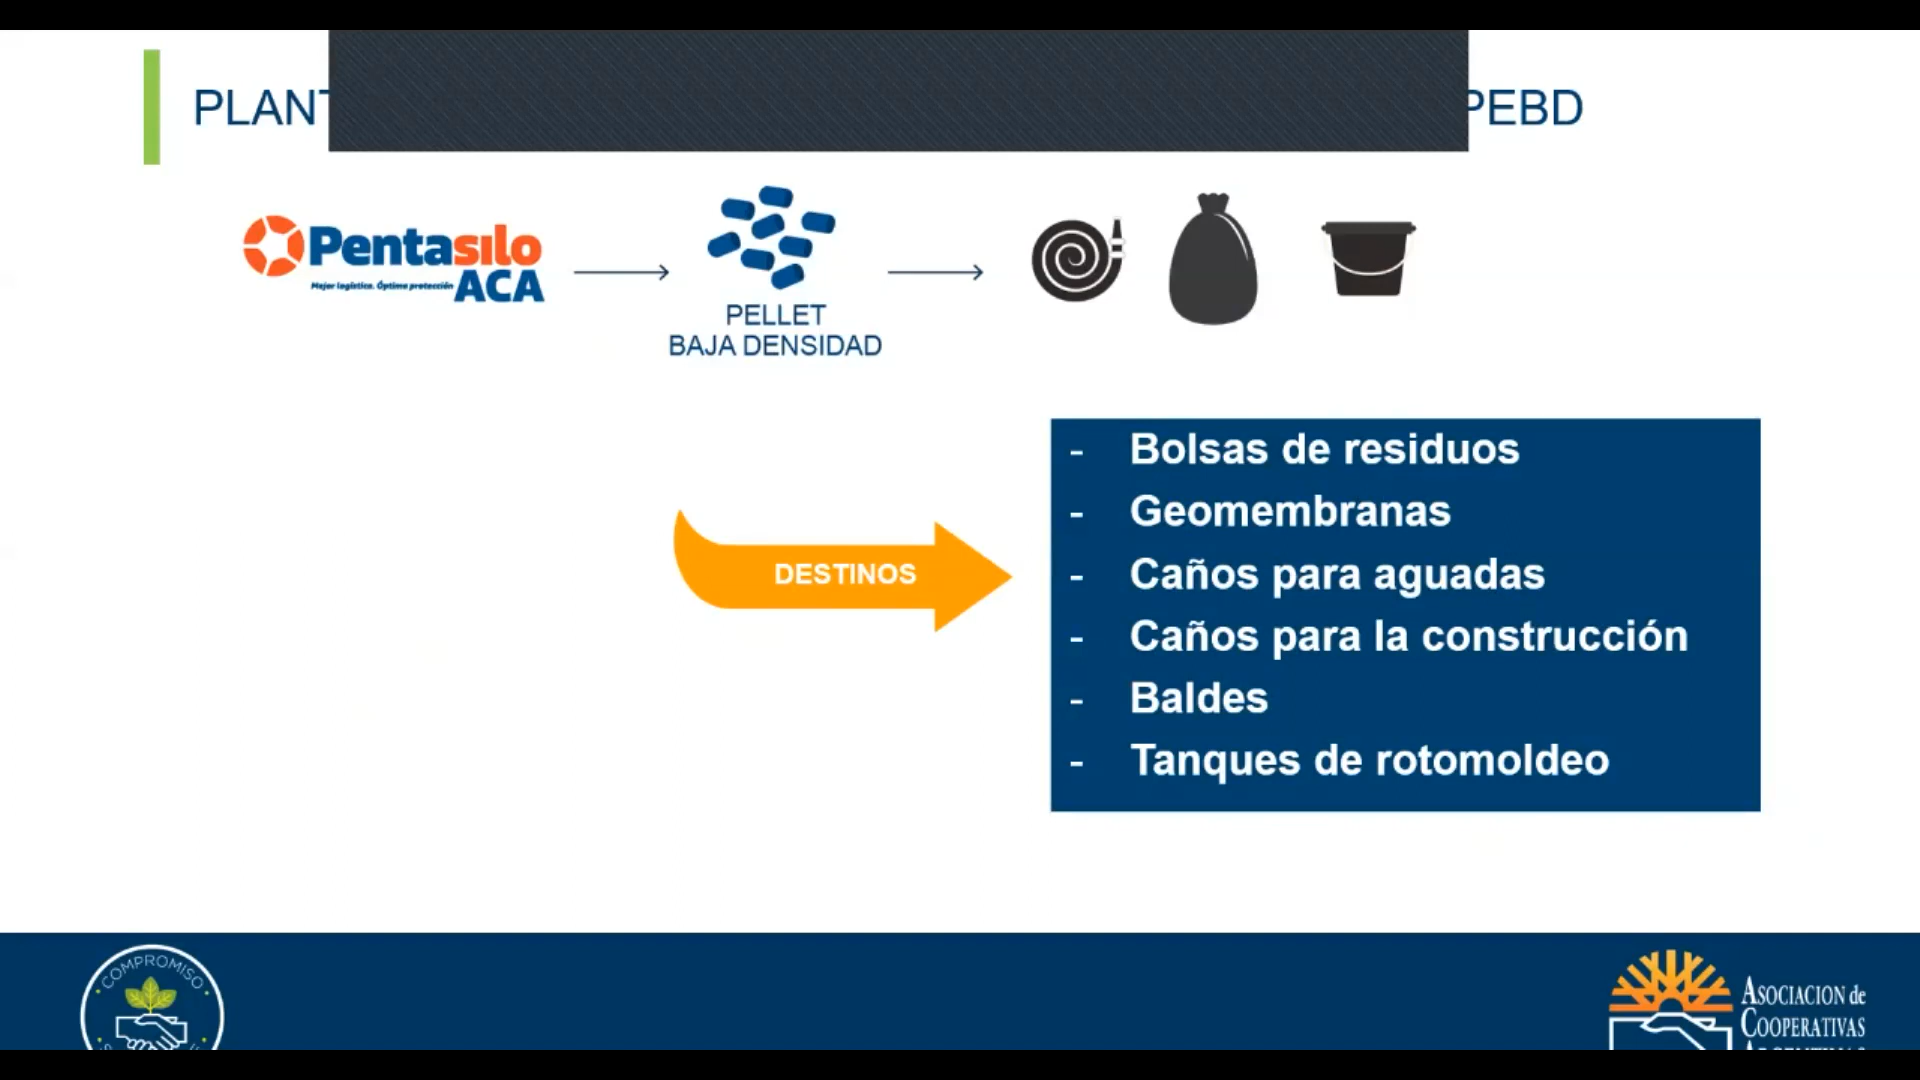 PLANT
PEBD
Pentasilo
Mejor logística. Óptima protección
ACA
PELLET
BAJA DENSIDAD
- Bolsas de residuos
- Geomembranas
- Caños para aguadas
- Caños para la construcción
- Baldes
- Tanques de rotomoldeo
DESTINOS
COMPROMISO
ASOCIACION de
COOPERATIVAS